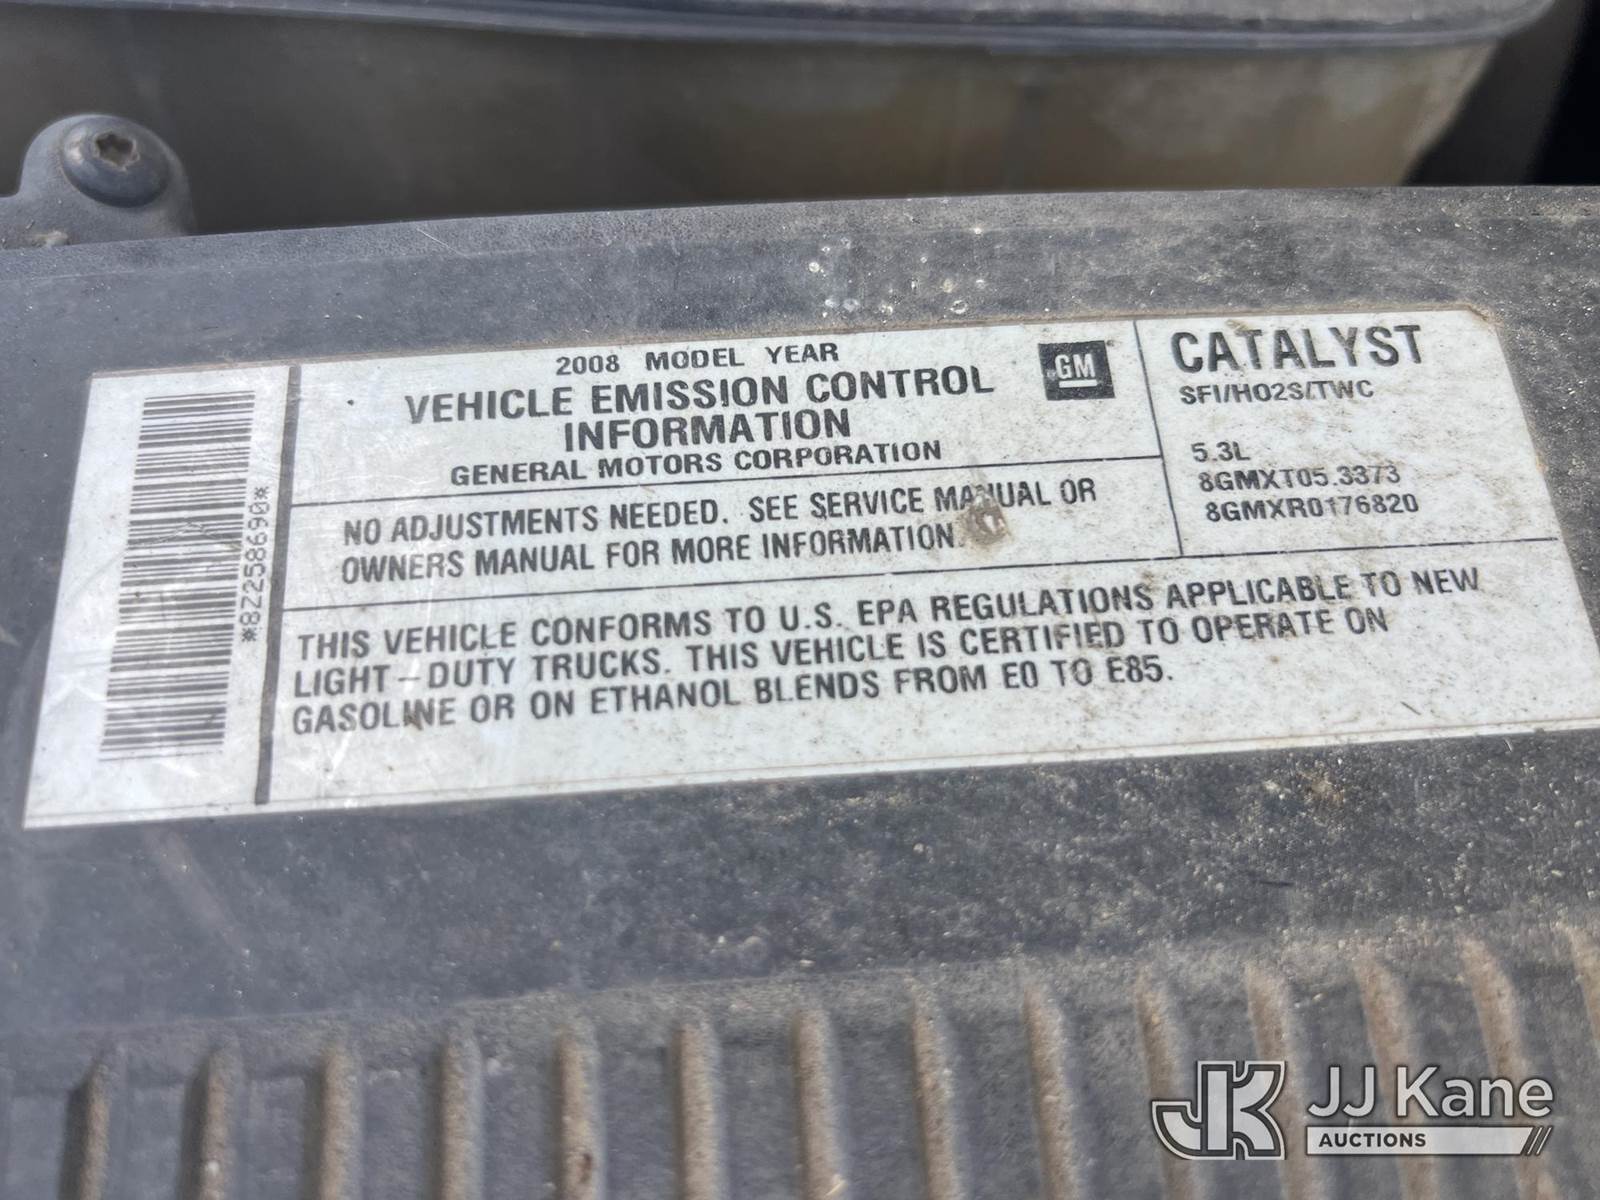 *8Z258690*
2008 MODEL YEAR
VEHICLE EMISSION CONTROL
INFORMATION
GENERAL MOTORS CORPORATION
GM
NO ADJUSTMENTS NEEDED. SEE SERVICE MANUAL OR
OWNERS MANUAL FOR MORE INFORMATION.
CATALYST
SFI/HO2S/TWC
5.3L
8GMXT05.3373
8GMXR0176820
THIS VEHICLE CONFORMS TO U.S. EPA REGULATIONS APPLICABLE TO NEW
LIGHT-DUTY TRUCKS. THIS VEHICLE IS CERTIFIED TO OPERATE ON
GASOLINE OR ON ETHANOL BLENDS FROM E0 TO E85.
JK JJ Kane
AUCTIONS